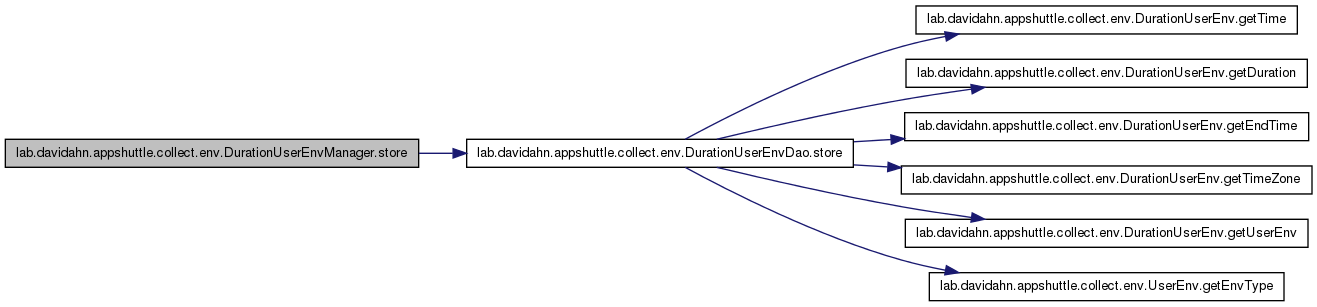 lab.davidahn.appshuttle.collect.env.DurationUserEnvManager.store
lab.davidahn.appshuttle.collect.env.DurationUserEnvDao.store
lab.davidahn.appshuttle.collect.env.DurationUserEnv.getTime
lab.davidahn.appshuttle.collect.env.DurationUserEnv.getDuration
lab.davidahn.appshuttle.collect.env.DurationUserEnv.getEndTime
lab.davidahn.appshuttle.collect.env.DurationUserEnv.getTimeZone
lab.davidahn.appshuttle.collect.env.DurationUserEnv.getUserEnv
lab.davidahn.appshuttle.collect.env.UserEnv.getEnvType